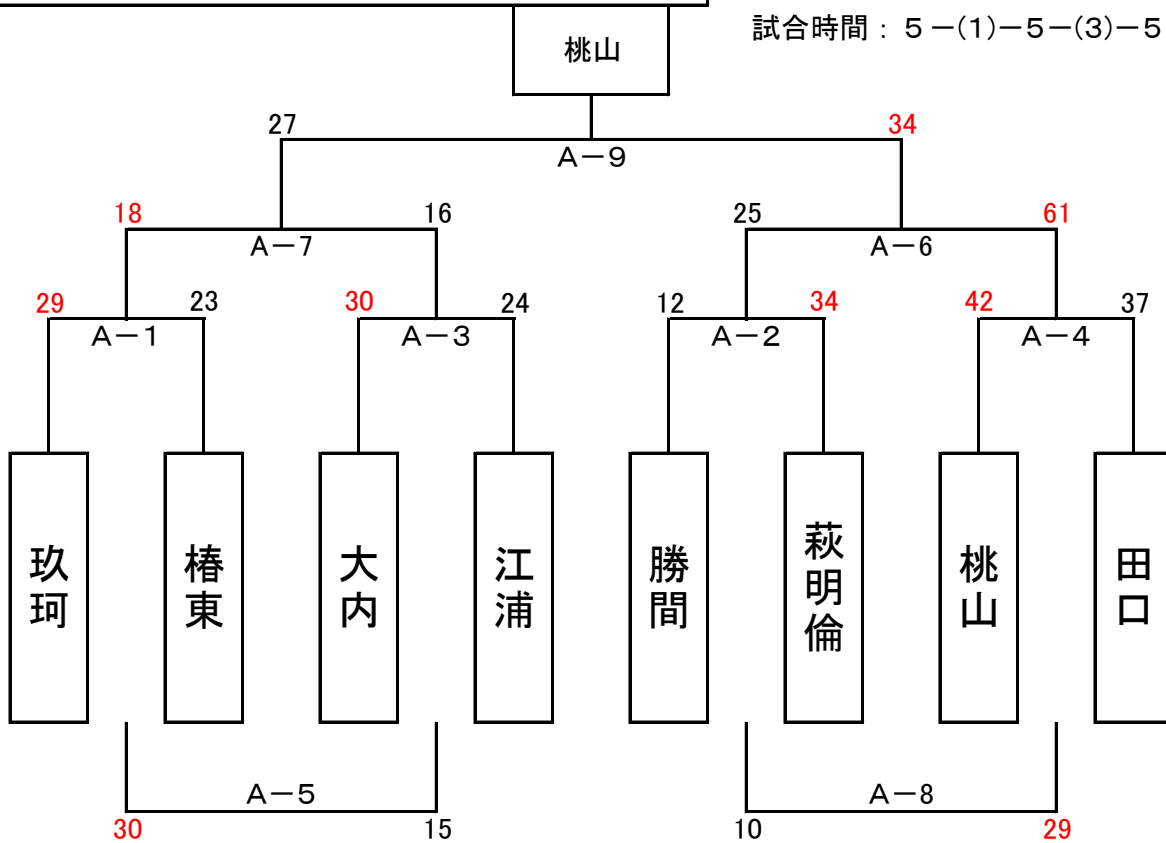 試合時間：５－(1)－５－(3)－５
桃山
27 34
Ａ－９
18 16 25 61
Ａ－７ Ａ－６
29 23 30 24 12 34 42 37
Ａ－１ Ａ－３ Ａ－２ Ａ－４
玖珂
椿東
大内
江浦
勝間
萩明倫
桃山
田口
Ａ－５ Ａ－８
30 15 10 29